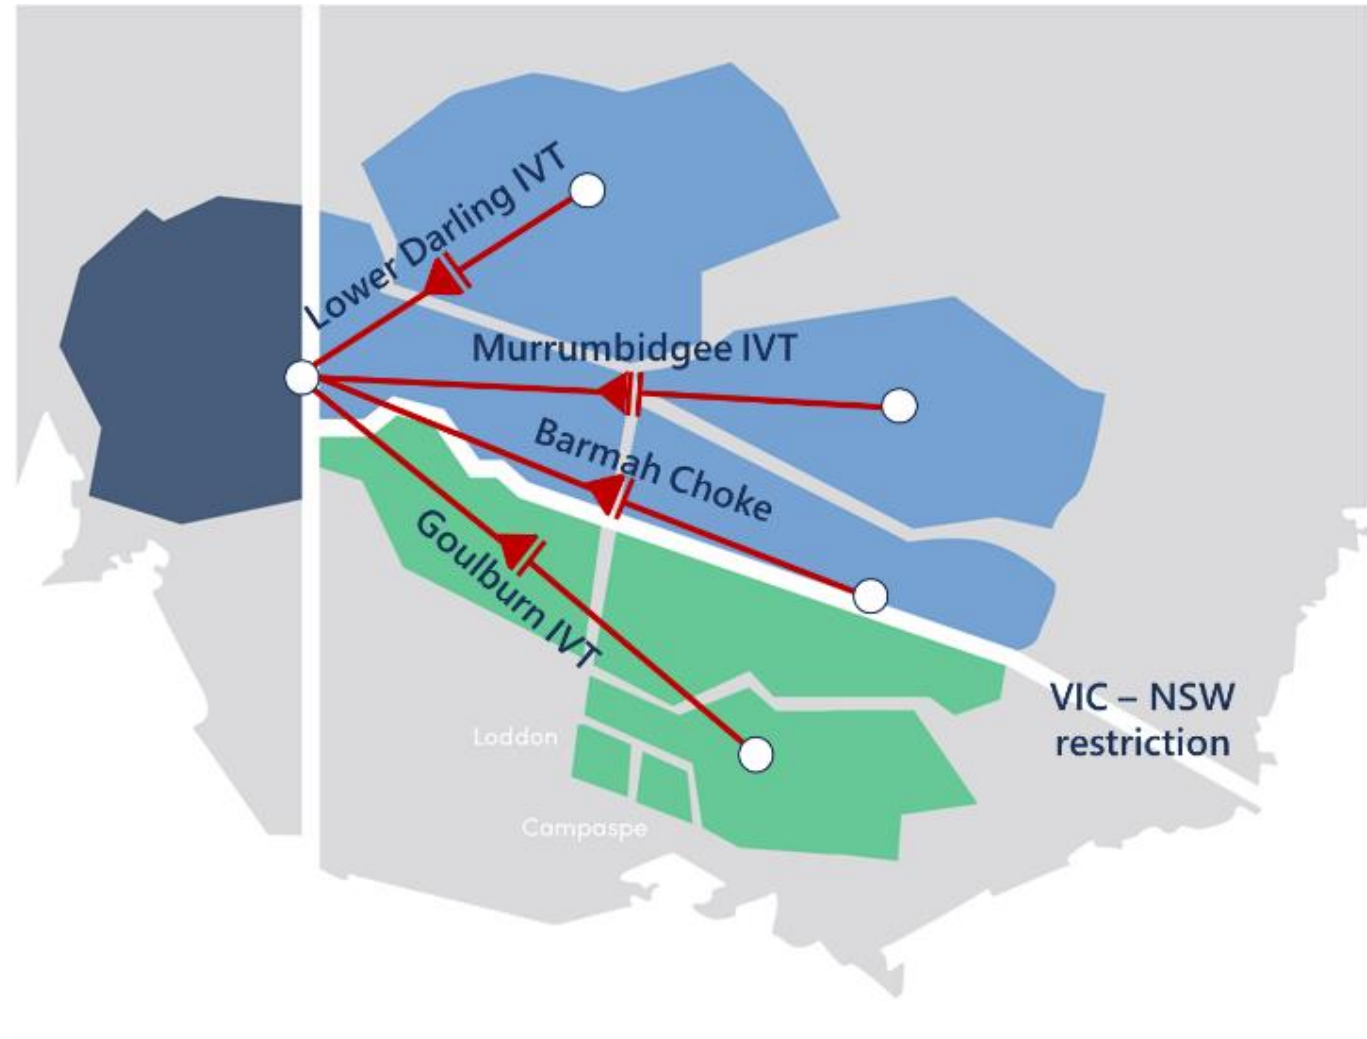 Lower Darling IVT
Murrumbidgee IVT
Barmah Choke
Goulburn IVT
VIC – NSW
restriction
Loddon
Campaspe